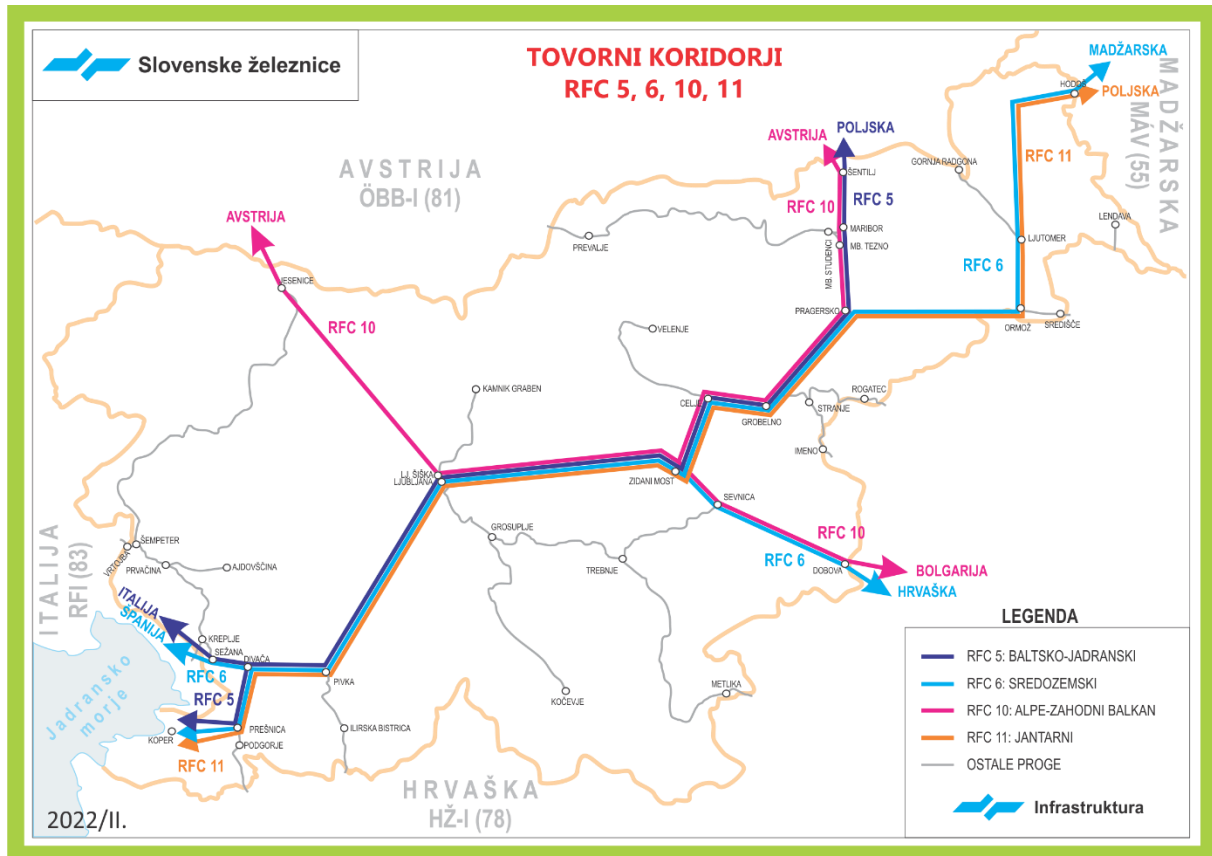 Slovenske železnice
TOVORNI KORIDORJI
RFC 5, 6, 10, 11
MADŽARSKA
HODOŠ
POLJSKA
MADŽARSKA
MÁV (55)
AVSTRIJA
POLJSKA
RFC 11
AVSTRIJA
ÖBB-I (81)
GORNJA RADGONA
ŠENTILJ
RFC 10
RFC 5
LENDAVA
AVSTRIJA
PREVALJE
MARIBOR
MB. TEZNO
MB. STUDENCI
LJUTOMER
RFC 6
JESENICE
RFC 10
PRAGERSKO
ORMOŽ
SREDIŠČE
VELENJE
KAMNIK GRABEN
CELJE
GROBELNO
STRANJE
ROGATEC
IMENO
LJ. ŠIŠKA
LJUBLJANA
ZIDANI MOST
SEVNICA
GROSUPLJE
TREBNJE
RFC 10
RFC 6
DOBOVA
BOLGARIJA
HRVAŠKA
ITALIJA
RFI (83)
ŠEMPETER
VRTOJBA
PRVAČINA
AJDOVŠČINA
ITALIJA
ŠPANIJA
KREPLJE
SEŽANA
DIVAČA
RFC 6
RFC 5
PIVKA
KOČEVJE
METLIKA
Jadransko
morje
KOPER
PREŠNICA
PODGORJE
ILIRSKA BISTRICA
RFC 11
HRVAŠKA
HŽ-I (78)
LEGENDA
RFC 5: BALTSKO-JADRANSKI
RFC 6: SREDOZEMSKI
RFC 10: ALPE-ZAHODNI BALKAN
RFC 11: JANTARNI
OSTALE PROGE
Infrastruktura
2022/II.